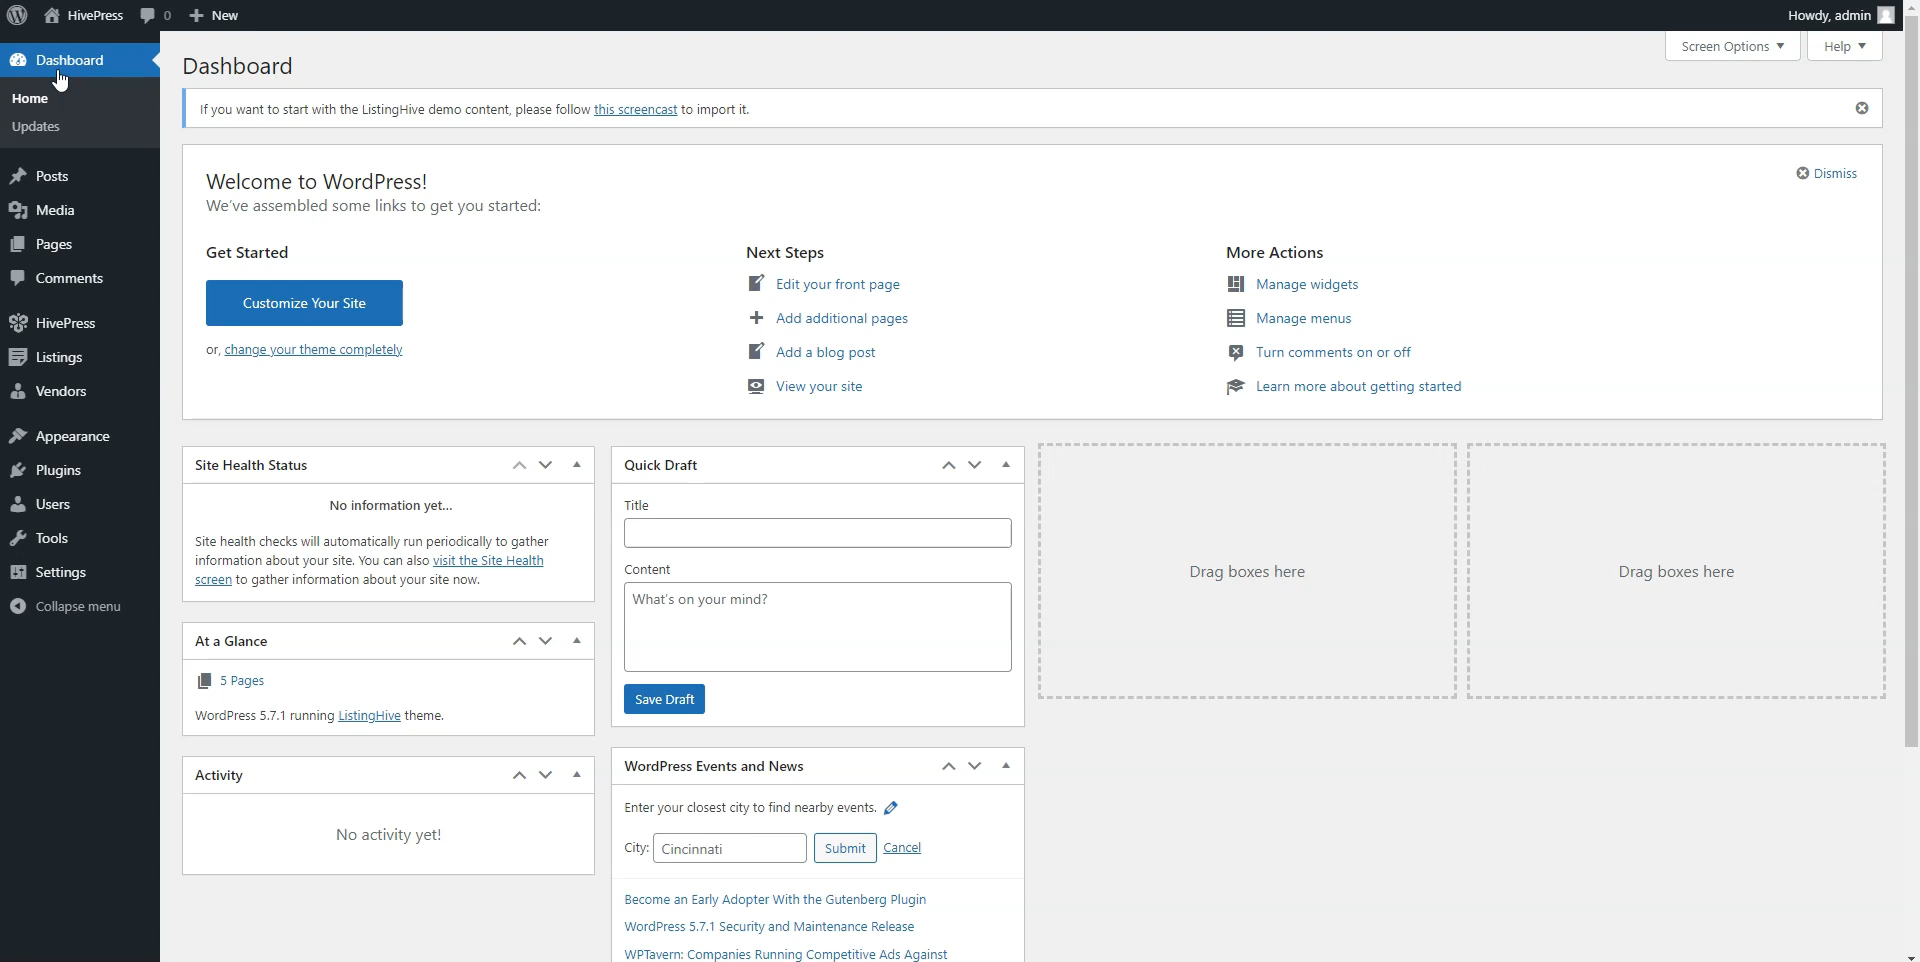 HivePress
0
New
Howdy, admin
Dashboard
Home
Updates
Posts
Media
Pages
Comments
HivePress
Listings
Vendors
Appearance
Plugins
Users
Tools
Settings
Collapse menu
Screen Options
Help
Dashboard
If you want to start with the ListingHive demo content, please follow this screencast to import it.
Welcome to WordPress!
We've assembled some links to get you started:
Dismiss
Get Started
Customize Your Site
or, change your theme completely
Next Steps
Edit your front page
Add additional pages
Add a blog post
View your site
More Actions
Manage widgets
Manage menus
Turn comments on or off
Learn more about getting started
Site Health Status
No information yet...
Site health checks will automatically run periodically to gather
information about your site. You can also visit the Site Health
screen to gather information about your site now.
At a Glance
5 Pages
WordPress 5.7.1 running ListingHive theme.
Activity
No activity yet!
Quick Draft
Title
Content
What's on your mind?
Save Draft
WordPress Events and News
Enter your closest city to find nearby events.
City: Cincinnati Submit Cancel
Become an Early Adopter With the Gutenberg Plugin
WordPress 5.7.1 Security and Maintenance Release
WPTavern: Companies Running Competitive Ads Against
Drag boxes here
Drag boxes here